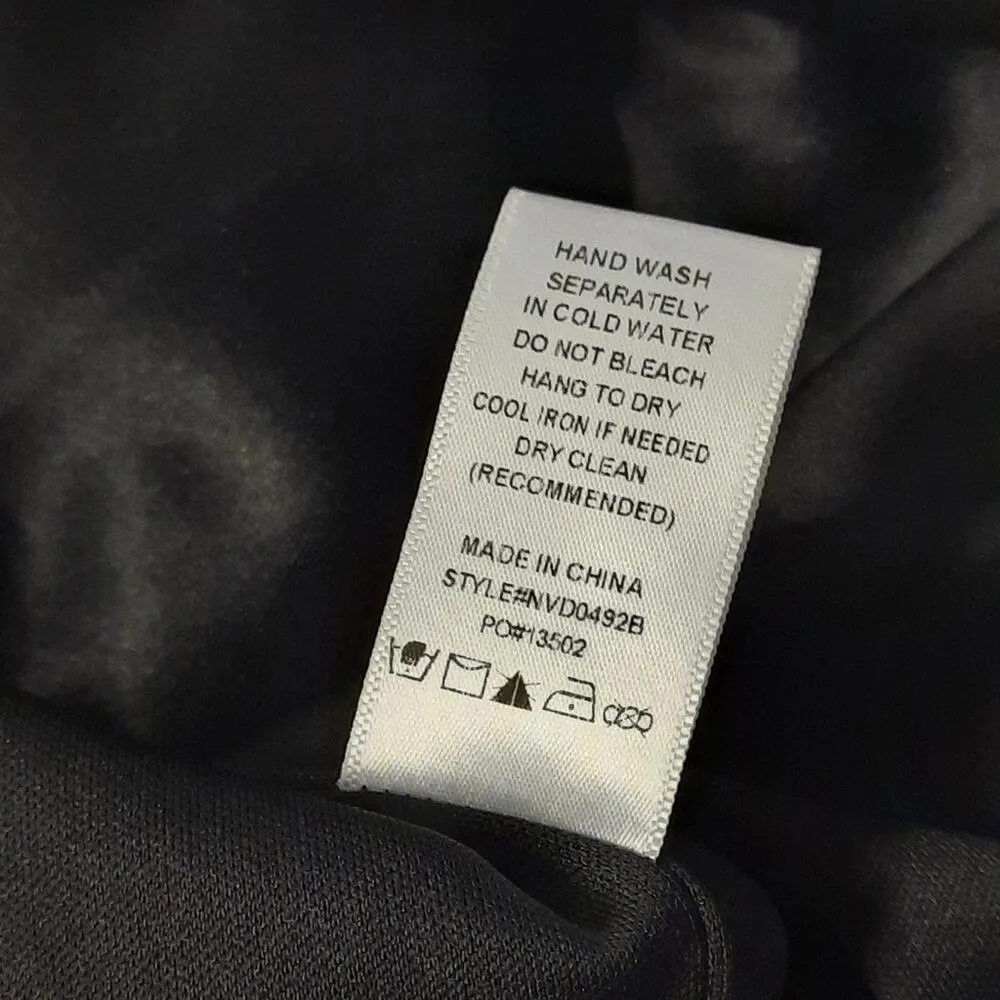 HAND WASH
SEPARATELY
IN COLD WATER
DO NOT BLEACH
HANG TO DRY
COOL IRON IF NEEDED
DRY CLEAN
(RECOMMENDED)
MADE IN CHINA
STYLE#NVD0492B
PO#13502